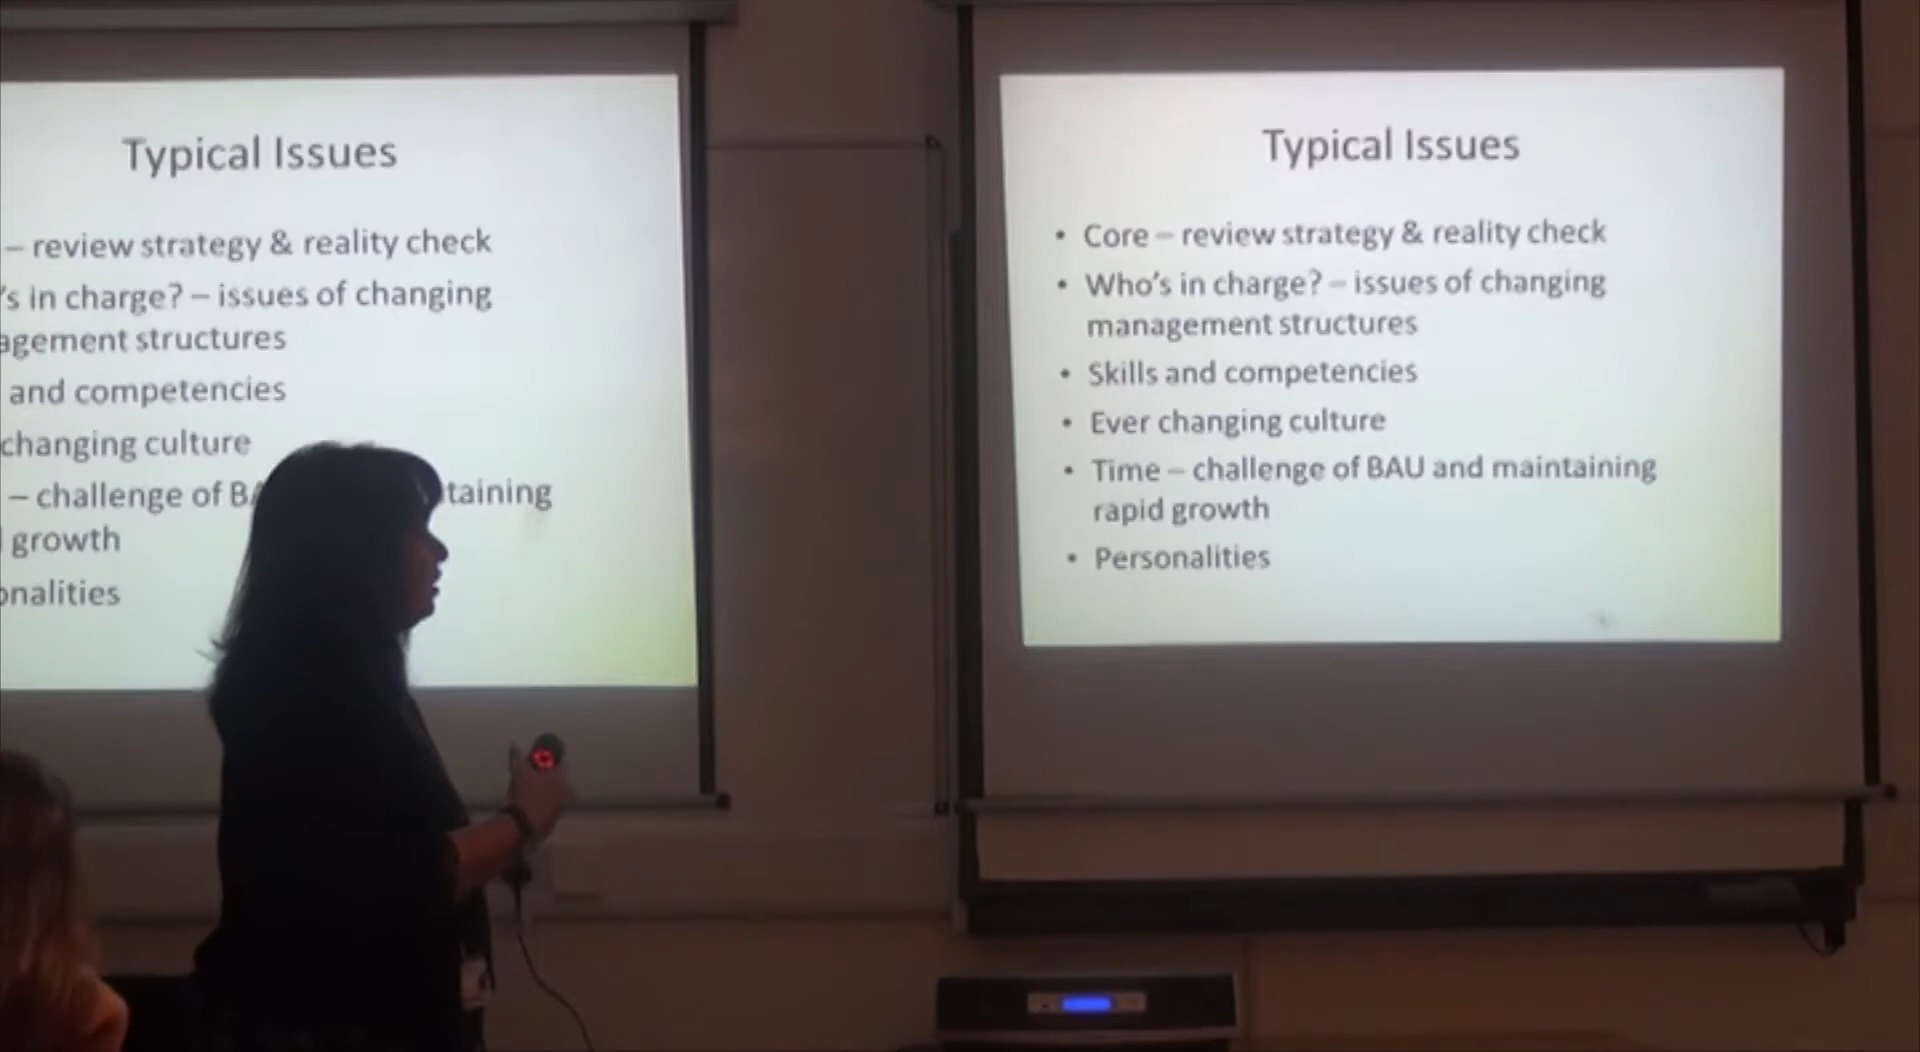 Typical Issues
– review strategy & reality check
's in charge? – issues of changing
agement structures
and competencies
changing culture
– challenge of BA taining
growth
onalities
Typical Issues
• Core – review strategy & reality check
• Who's in charge? – issues of changing
management structures
• Skills and competencies
• Ever changing culture
• Time – challenge of BAU and maintaining
rapid growth
• Personalities